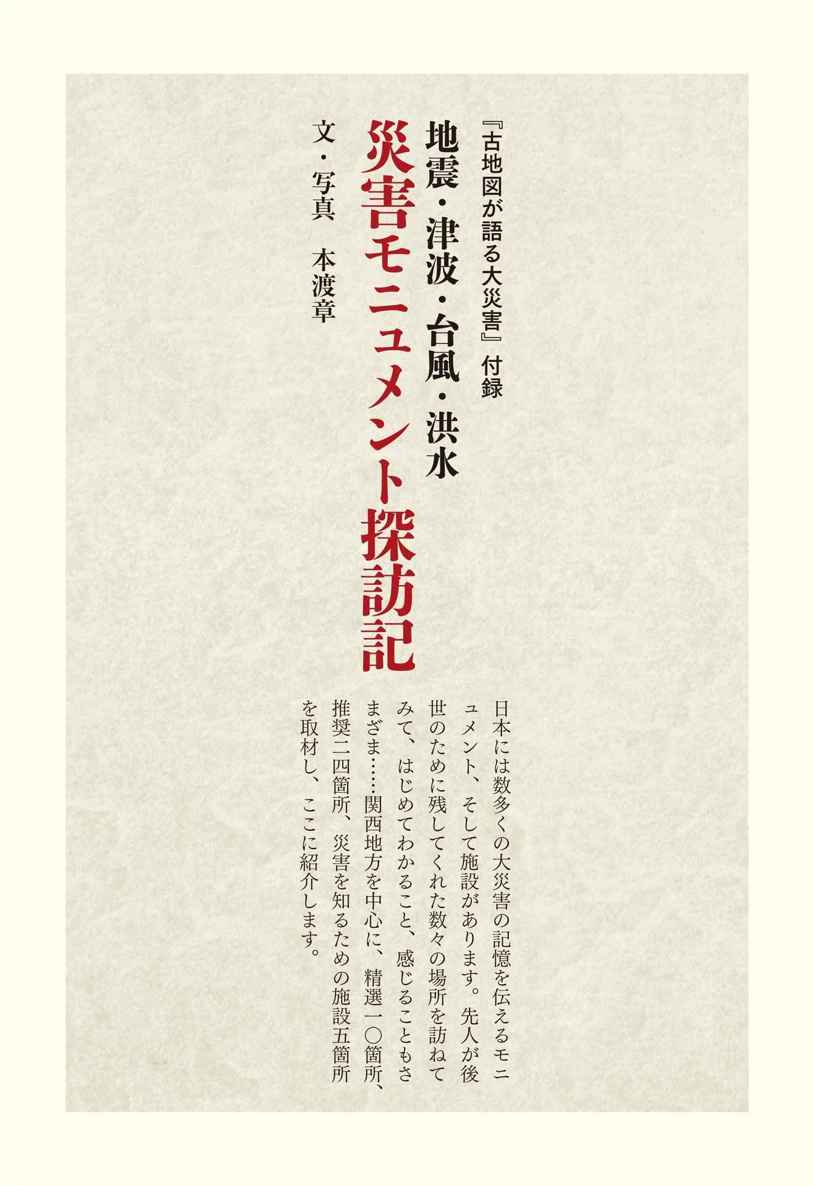 『古地図が語る大災害』付録
地震・津波・台風・洪水
災害モニュメント探訪記
文・写真　本渡章
日本には数多くの大災害の記憶を伝えるモニ
ュメント、そして施設があります。先人が後
世のために残してくれた数々の場所を訪ねて
みて、はじめてわかること、感じることもさ
まざま……関西地方を中心に、精選一〇箇所、
推奨二四箇所、災害を知るための施設五箇所
を取材し、ここに紹介します。